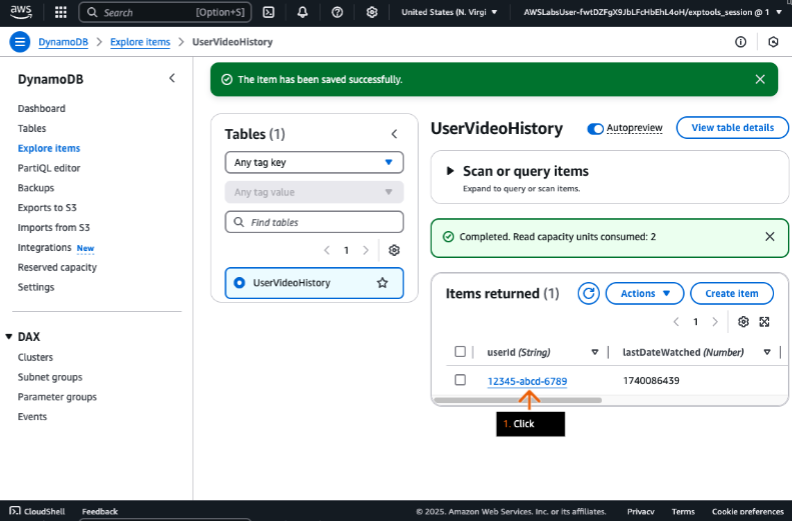 aws
Search [Option+S]
United States (N. Virgi
AWSLabsUser-fwtDZFgX9JbLFcHbEhL4oH/exptools_session @ 1
DynamoDB > Explore items > UserVideoHistory
DynamoDB
Dashboard
Tables
Explore items
PartiQL editor
Backups
Exports to S3
Imports from S3
Integrations New
Reserved capacity
Settings
DAX
Clusters
Subnet groups
Parameter groups
Events
The item has been saved successfully.
Tables (1)
Any tag key
Any tag value
Find tables
1
UserVideoHistory
UserVideoHistory
Autopreview
View table details
Scan or query items
Expand to query or scan items.
Completed. Read capacity units consumed: 2
Items returned (1)
Actions
Create item
1
userId (String) lastDateWatched (Number)
12345-abcd-6789 1740086439
1. Click
CloudShell Feedback © 2025, Amazon Web Services, Inc. or its affiliates. Privacy Terms Cookie preferences